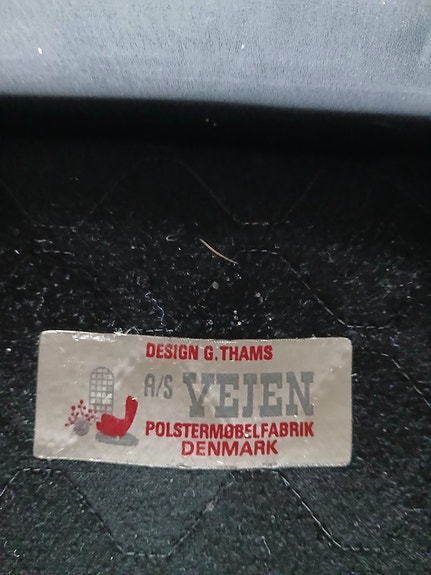 DESIGN G. THAMS
A/S VEJEN
POLSTERMØBELFABRIK
DENMARK